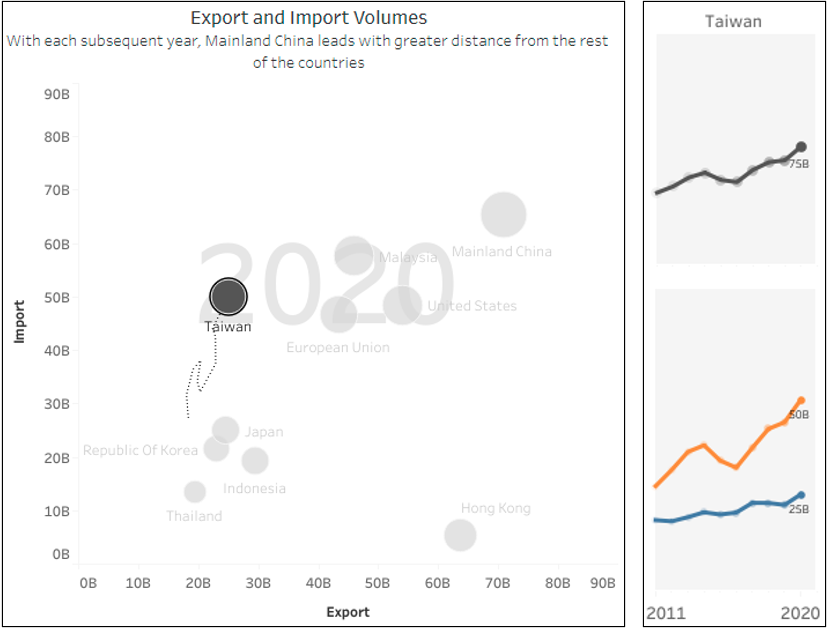 Export and Import Volumes
With each subsequent year, Mainland China leads with greater distance from the rest
of the countries
90B
80B
70B
60B
50B
40B
30B
20B
10B
0B
Import
2020
Mainland China
Malaysia
United States
Taiwan
European Union
Japan
Republic Of Korea
Indonesia
Thailand
Hong Kong
0B
10B
20B
30B
40B
50B
60B
70B
80B
90B
Export
Taiwan
75B
50B
25B
2011
2020